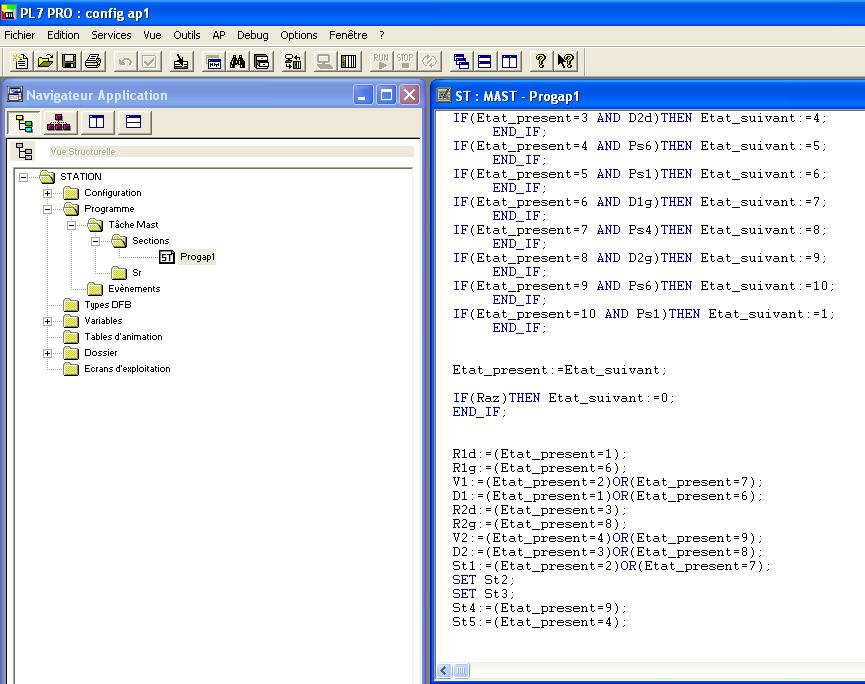 PL7 PRO : config ap1
Fichier Edition Services Vue Outils AP Debug Options Fenêtre ?
RUN STOP
Navigateur Application
Vue Structurelle
STATION
Configuration
Programme
Tâche Mast
Sections
ST Progap1
Sr
Evènements
Types DFB
Variables
Tables d'animation
Dossier
Ecrans d'exploitation
ST : MAST - Progap1
IF(Etat_present=3 AND D2d)THEN Etat_suivant:=4;
END_IF;
IF(Etat_present=4 AND Ps6)THEN Etat_suivant:=5;
END_IF;
IF(Etat_present=5 AND Ps1)THEN Etat_suivant:=6;
END_IF;
IF(Etat_present=6 AND D1g)THEN Etat_suivant:=7;
END_IF;
IF(Etat_present=7 AND Ps4)THEN Etat_suivant:=8;
END_IF;
IF(Etat_present=8 AND D2g)THEN Etat_suivant:=9;
END_IF;
IF(Etat_present=9 AND Ps6)THEN Etat_suivant:=10;
END_IF;
IF(Etat_present=10 AND Ps1)THEN Etat_suivant:=1;
END_IF;
Etat_present:=Etat_suivant;
IF(Raz)THEN Etat_suivant:=0;
END_IF;
R1d:=(Etat_present=1);
R1g:=(Etat_present=6);
V1:=(Etat_present=2)OR(Etat_present=7);
D1:=(Etat_present=1)OR(Etat_present=6);
R2d:=(Etat_present=3);
R2g:=(Etat_present=8);
V2:=(Etat_present=4)OR(Etat_present=9);
D2:=(Etat_present=3)OR(Etat_present=8);
St1:=(Etat_present=2)OR(Etat_present=7);
SET St2;
SET St3;
St4:=(Etat_present=9);
St5:=(Etat_present=4);